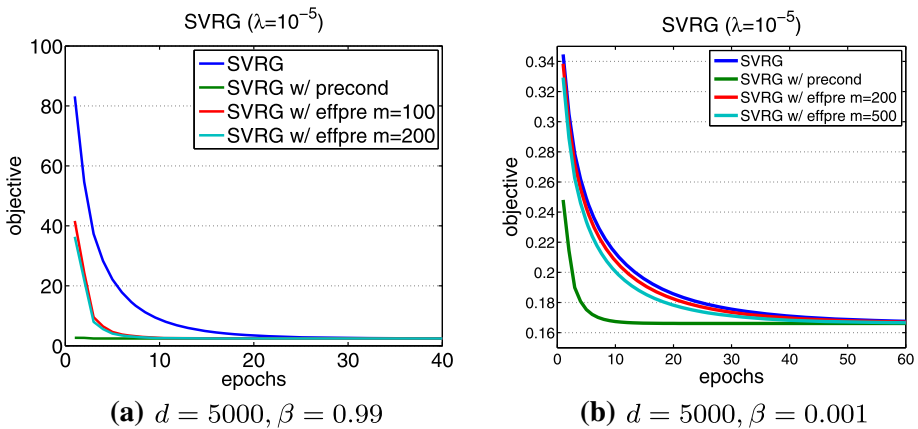 SVRG (λ=10⁻⁵)
100
80
60
40
20
0
0
10
20
30
40
objective
epochs
SVRG
SVRG w/ precond
SVRG w/ effpre m=100
SVRG w/ effpre m=200
(a) d = 5000, β = 0.99
SVRG (λ=10⁻⁵)
0.34
0.32
0.3
0.28
0.26
0.24
0.22
0.2
0.18
0.16
0
10
20
30
40
50
60
objective
epochs
SVRG
SVRG w/ precond
SVRG w/ effpre m=200
SVRG w/ effpre m=500
(b) d = 5000, β = 0.001